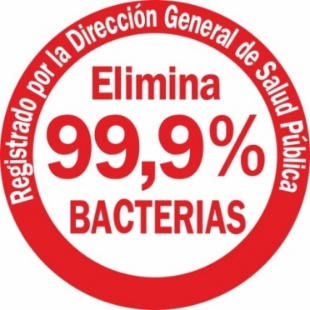 Registrado por la Dirección General de Salud Pública
Elimina
99,9%
BACTERIAS